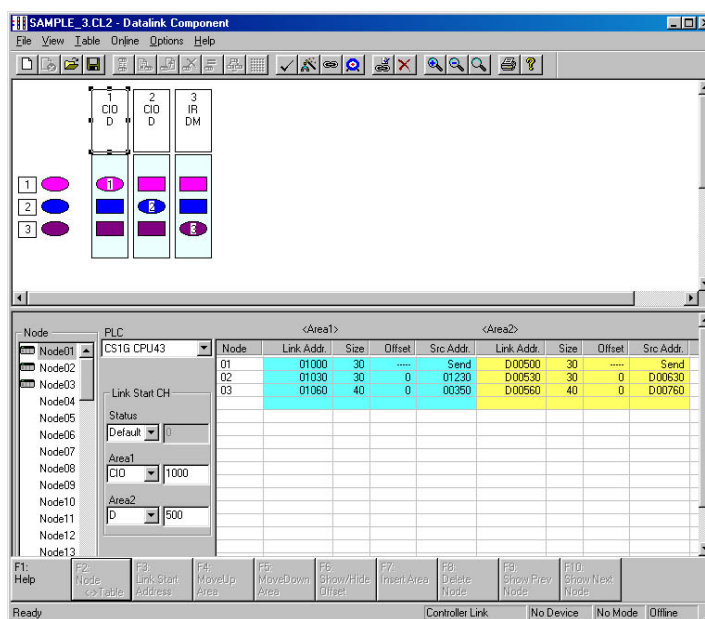 SAMPLE_3.CL2 - Datalink Component
File View Table Online Options Help
1 2 3
CIO CIO IR
D D DM
1 1
2 2
3 3
Node
Node01
Node02
Node03
Node04
Node05
Node06
Node07
Node08
Node09
Node10
Node11
Node12
Node13
PLC
CS1G CPU43
Link Start CH
Status
Default 0
Area1
CIO 1000
Area2
D 500
<Area1> <Area2>
Node Link Addr. Size Offset Src Addr. Link Addr. Size Offset Src Addr.
01 01000 30 ----- Send D00500 30 ----- Send
02 01030 30 0 01230 D00530 30 0 D00630
03 01060 40 0 00350 D00560 40 0 D00760
F1: Help
F2: Node <->Table
F3: Link Start Address
F4: MoveUp Area
F5: MoveDown Area
F6: Show/Hide Offset
F7: Insert Area
F8: Delete Node
F9: Show Prev Node
F10: Show Next Node
Ready Controller Link No Device No Mode Offline